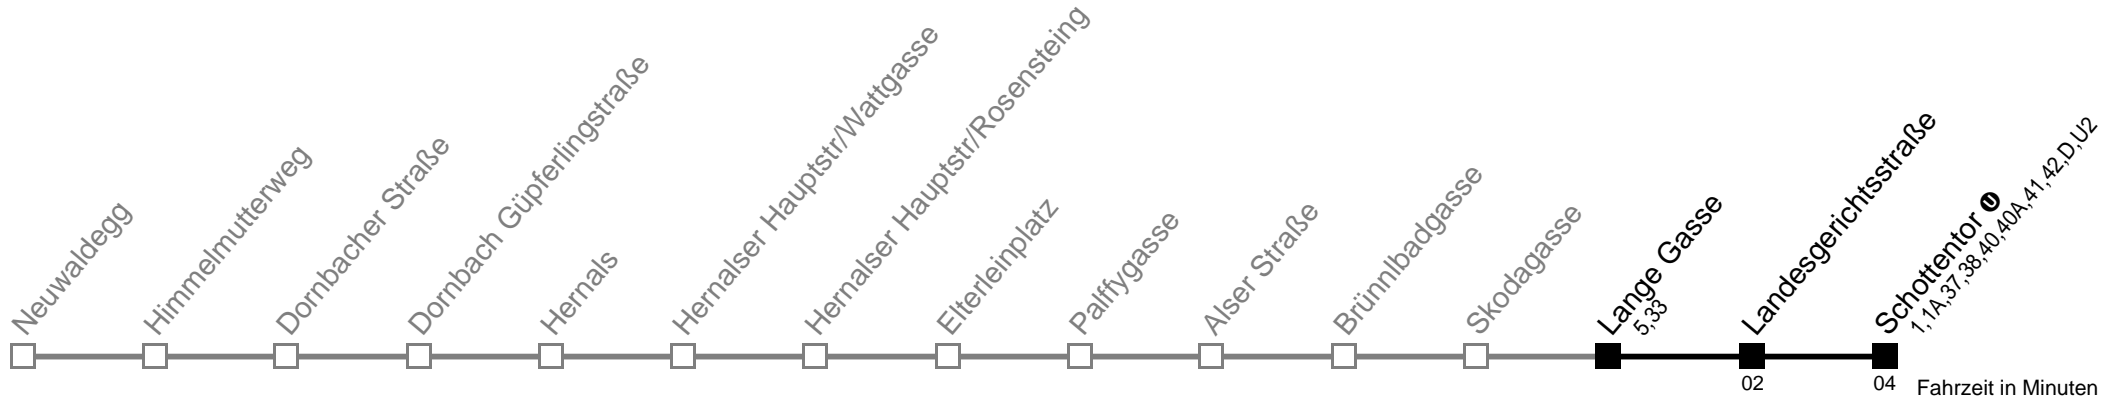 Neuwaldegg
Himmelmutterweg
Dornbacher Straße
Dornbach Güpferlingstraße
Hernals
Hernalser Hauptstr/Wattgasse
Hernalser Hauptstr/Rosensteing
Elterleinplatz
Palffygasse
Alser Straße
Brünnlbadgasse
Skodagasse
Lange Gasse
5,33
Landesgerichtsstraße
Schottentor U
1,1A,37,38,40,40A,41,42,D,U2
02
04
Fahrzeit in Minuten